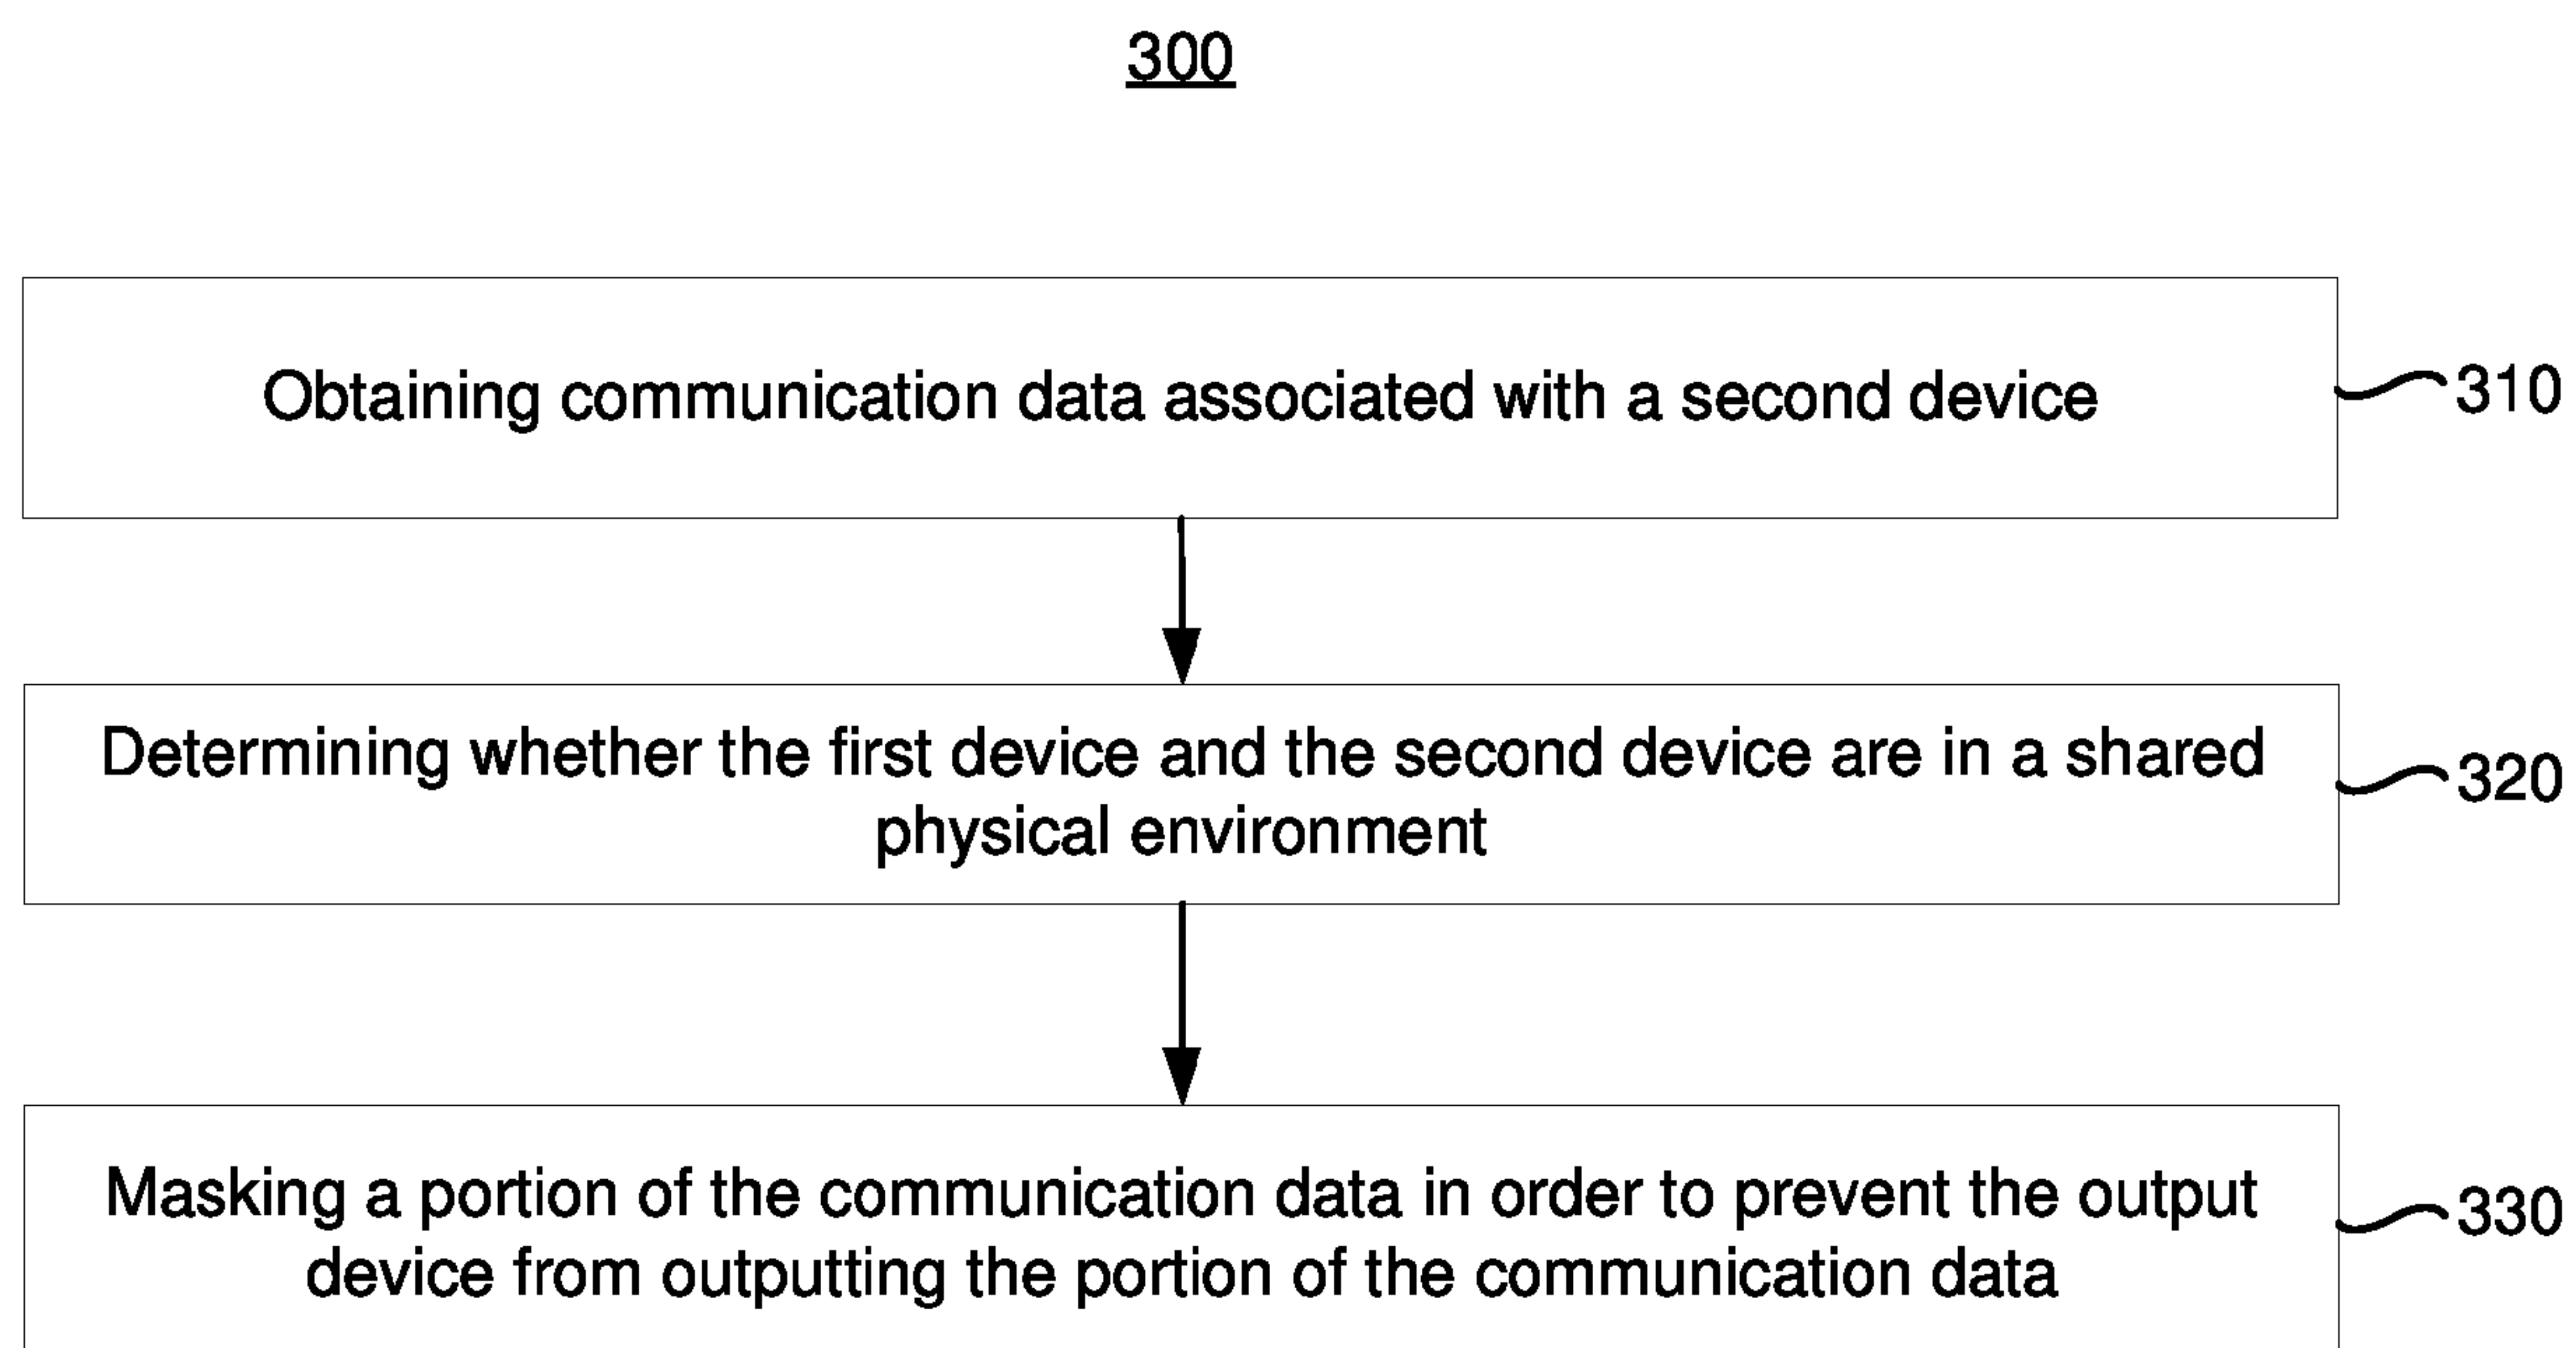 300
Obtaining communication data associated with a second device
310
Determining whether the first device and the second device are in a shared
physical environment
320
Masking a portion of the communication data in order to prevent the output
device from outputting the portion of the communication data
330